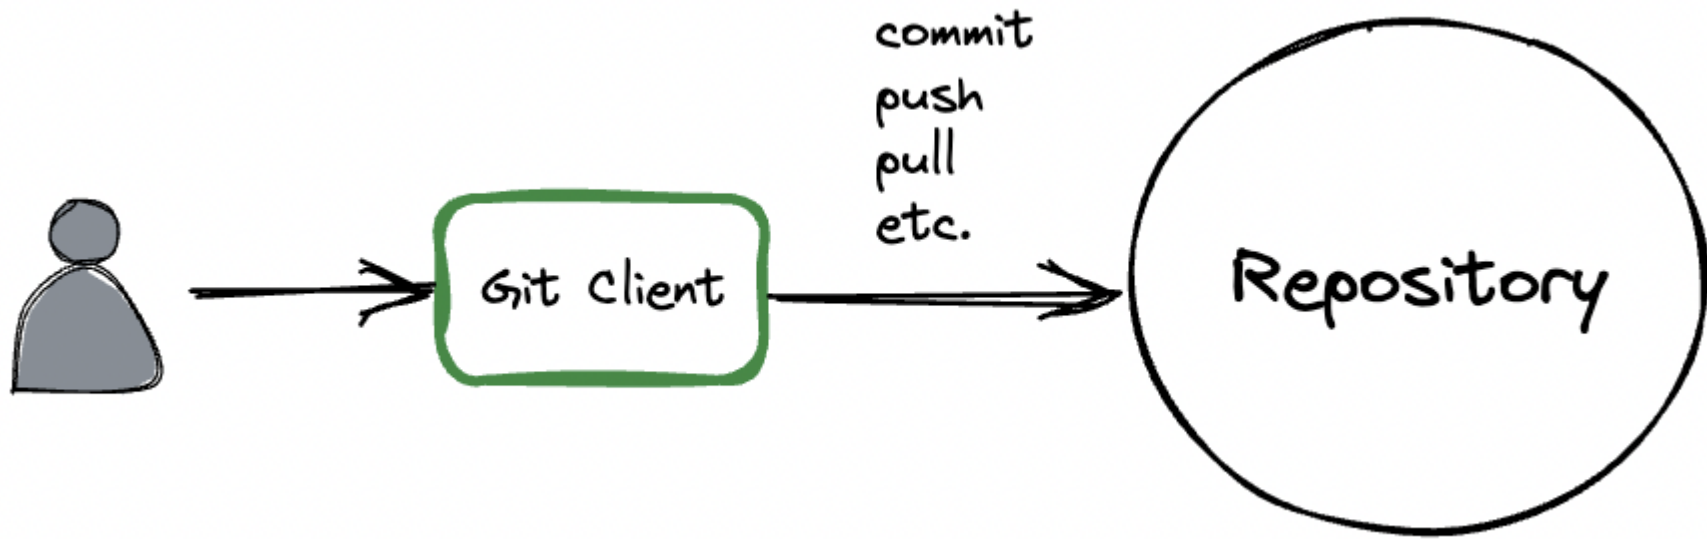 commit
push
pull
etc.
Git Client
Repository